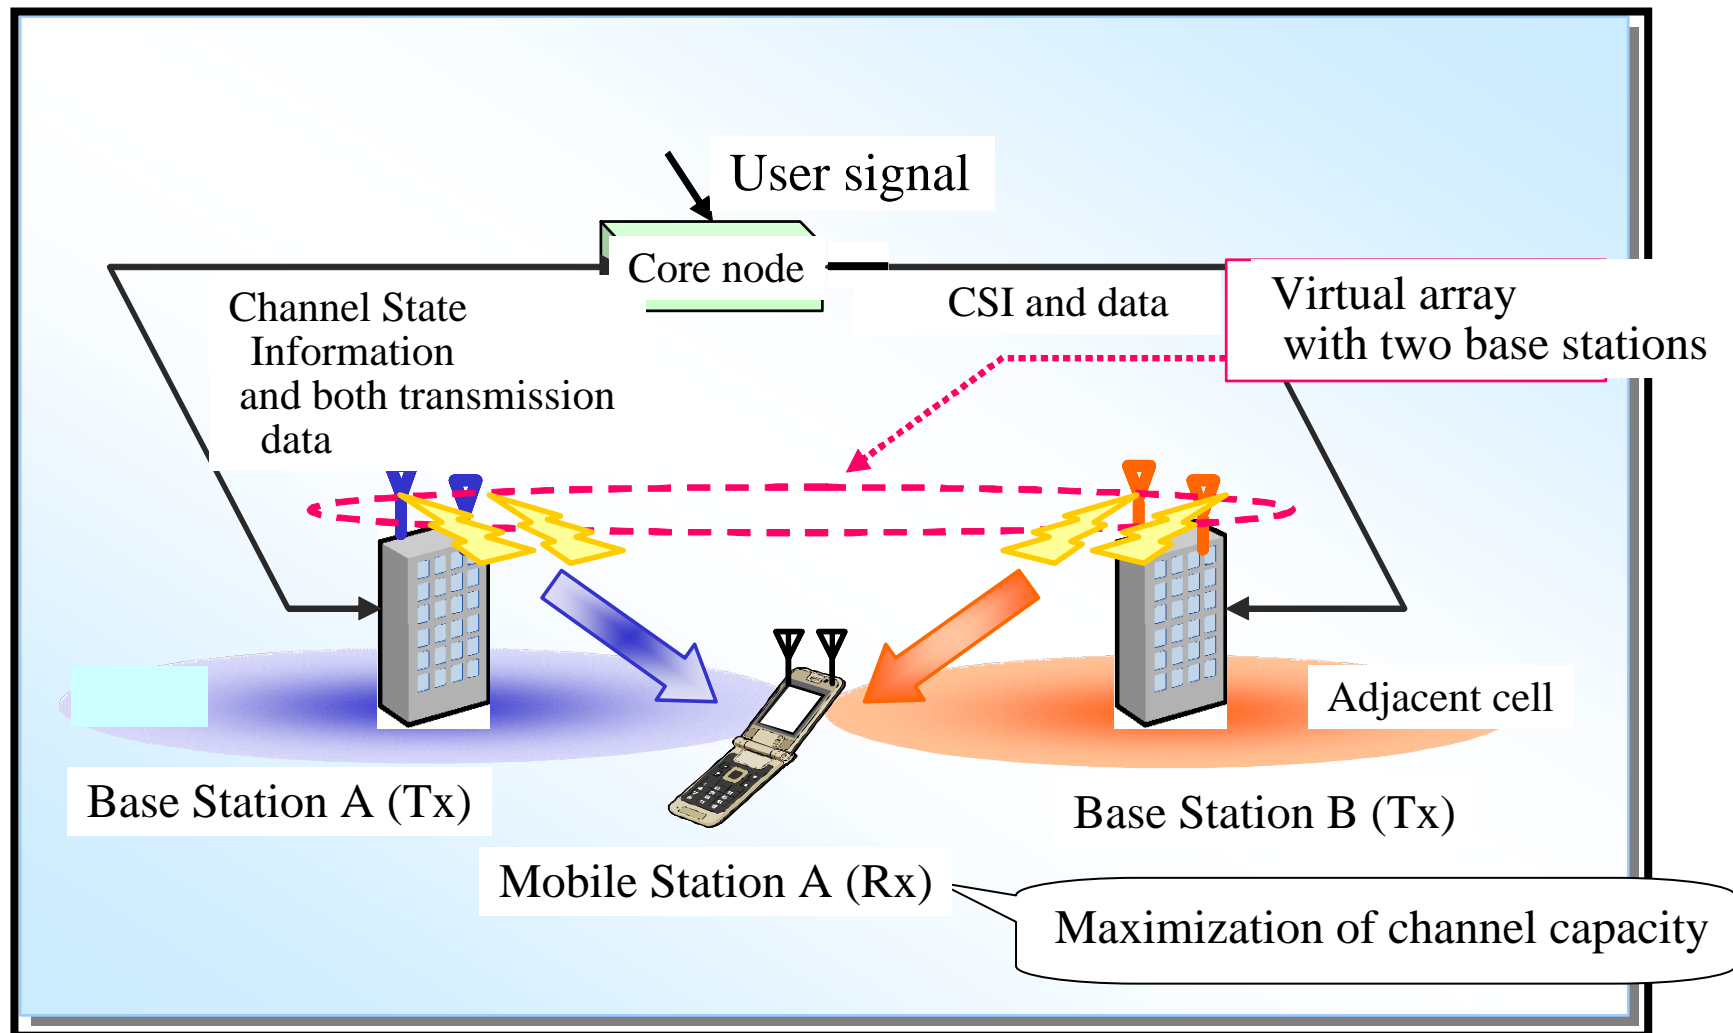 User signal
Core node
Channel State
Information
and both transmission
data
CSI and data
Virtual array
with two base stations
Adjacent cell
Base Station A (Tx)
Base Station B (Tx)
Mobile Station A (Rx)
Maximization of channel capacity